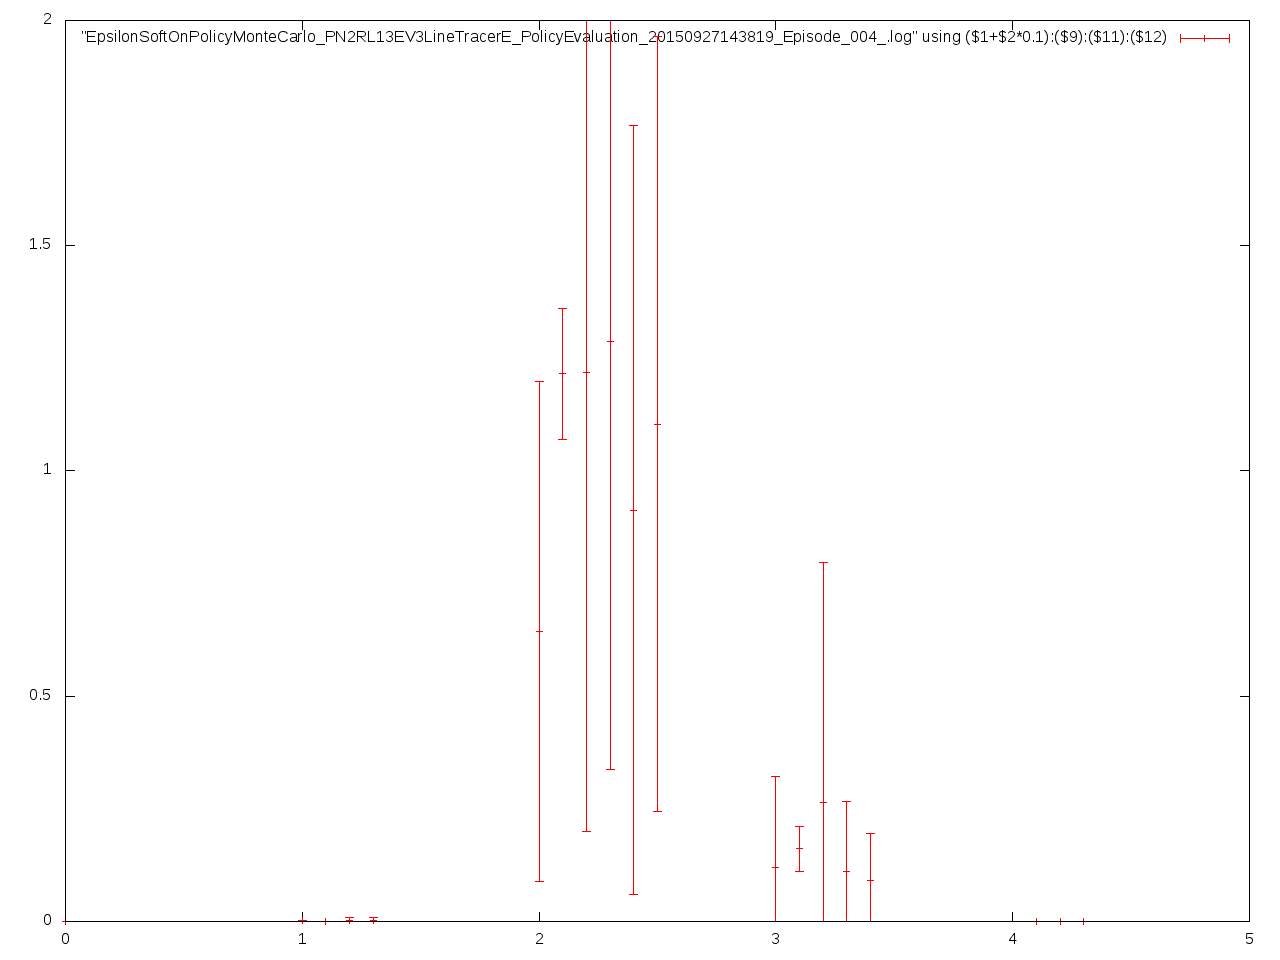 2
"EpsilonSoftOnPolicyMonteCarlo_PN2RL13EV3LineTracerE_PolicyEvaluation_20150927143819_Episode_004_.log" using ($1+$2*0.1):($9):($11):($12)
1.5
1
0.5
0
0 1 2 3 4 5